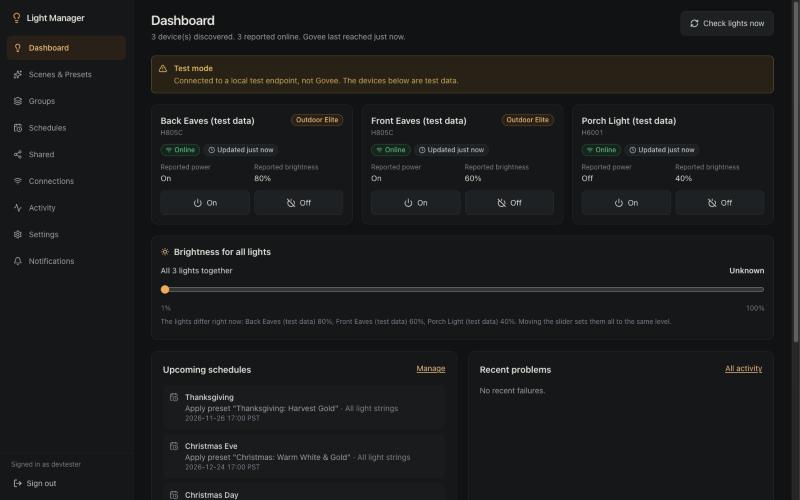 Light Manager
Dashboard
Scenes & Presets
Groups
Schedules
Shared
Connections
Activity
Settings
Notifications
Signed in as devtester
Sign out
Dashboard
3 device(s) discovered. 3 reported online. Govee last reached just now.
Check lights now
Test mode
Connected to a local test endpoint, not Govee. The devices below are test data.
Back Eaves (test data)
Outdoor Elite
H805C
Online
Updated just now
Reported power
Reported brightness
On
80%
On
Off
Front Eaves (test data)
Outdoor Elite
H805C
Online
Updated just now
Reported power
Reported brightness
On
60%
On
Off
Porch Light (test data)
H6001
Online
Updated just now
Reported power
Reported brightness
Off
40%
On
Off
Brightness for all lights
All 3 lights together
Unknown
1%
100%
The lights differ right now: Back Eaves (test data) 80%, Front Eaves (test data) 60%, Porch Light (test data) 40%. Moving the slider sets them all to the same level.
Upcoming schedules
Manage
Thanksgiving
Apply preset "Thanksgiving: Harvest Gold" · All light strings
2026-11-26 17:00 PST
Christmas Eve
Apply preset "Christmas: Warm White & Gold" · All light strings
2026-12-24 17:00 PST
Christmas Day
Recent problems
All activity
No recent failures.